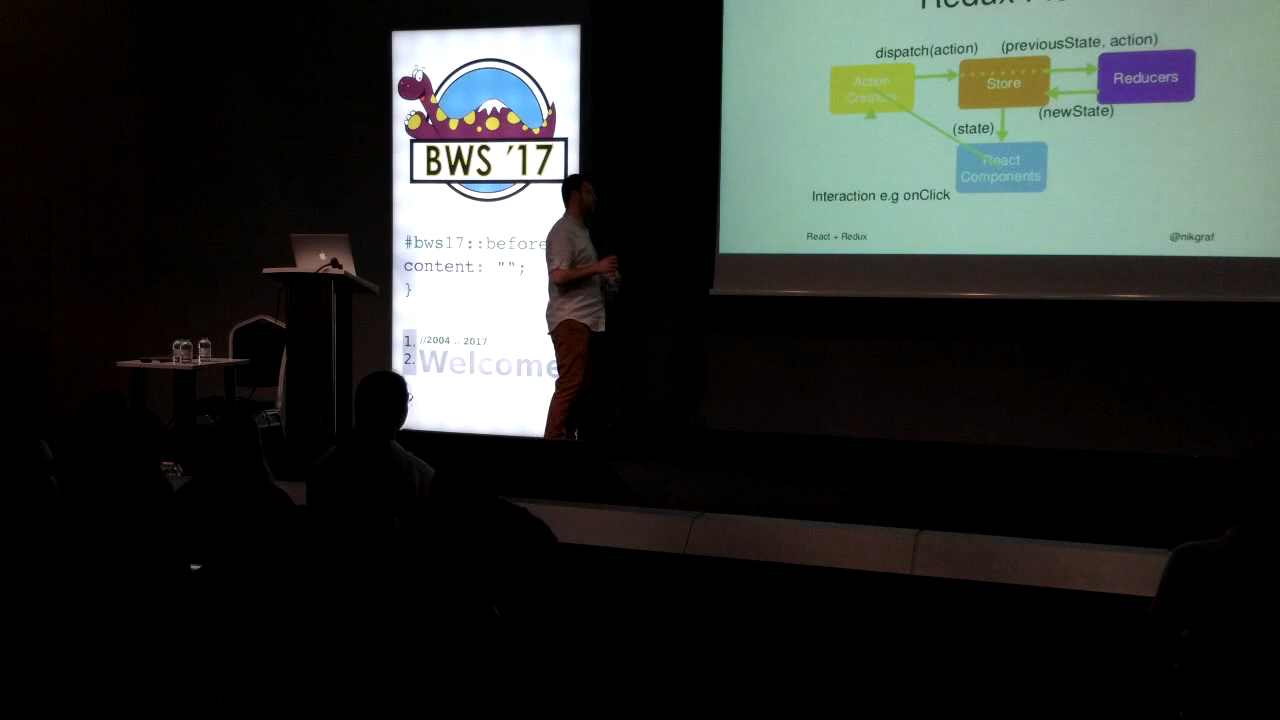 BWS '17
#bws17::before
content: "";
}
1. //2004 .. 2017
2. Welcome
Redux
dispatch(action)
(previousState, action)
Action
Creators
Store
Reducers
(newState)
(state)
React
Components
Interaction e.g onClick
React + Redux
@nikgraf